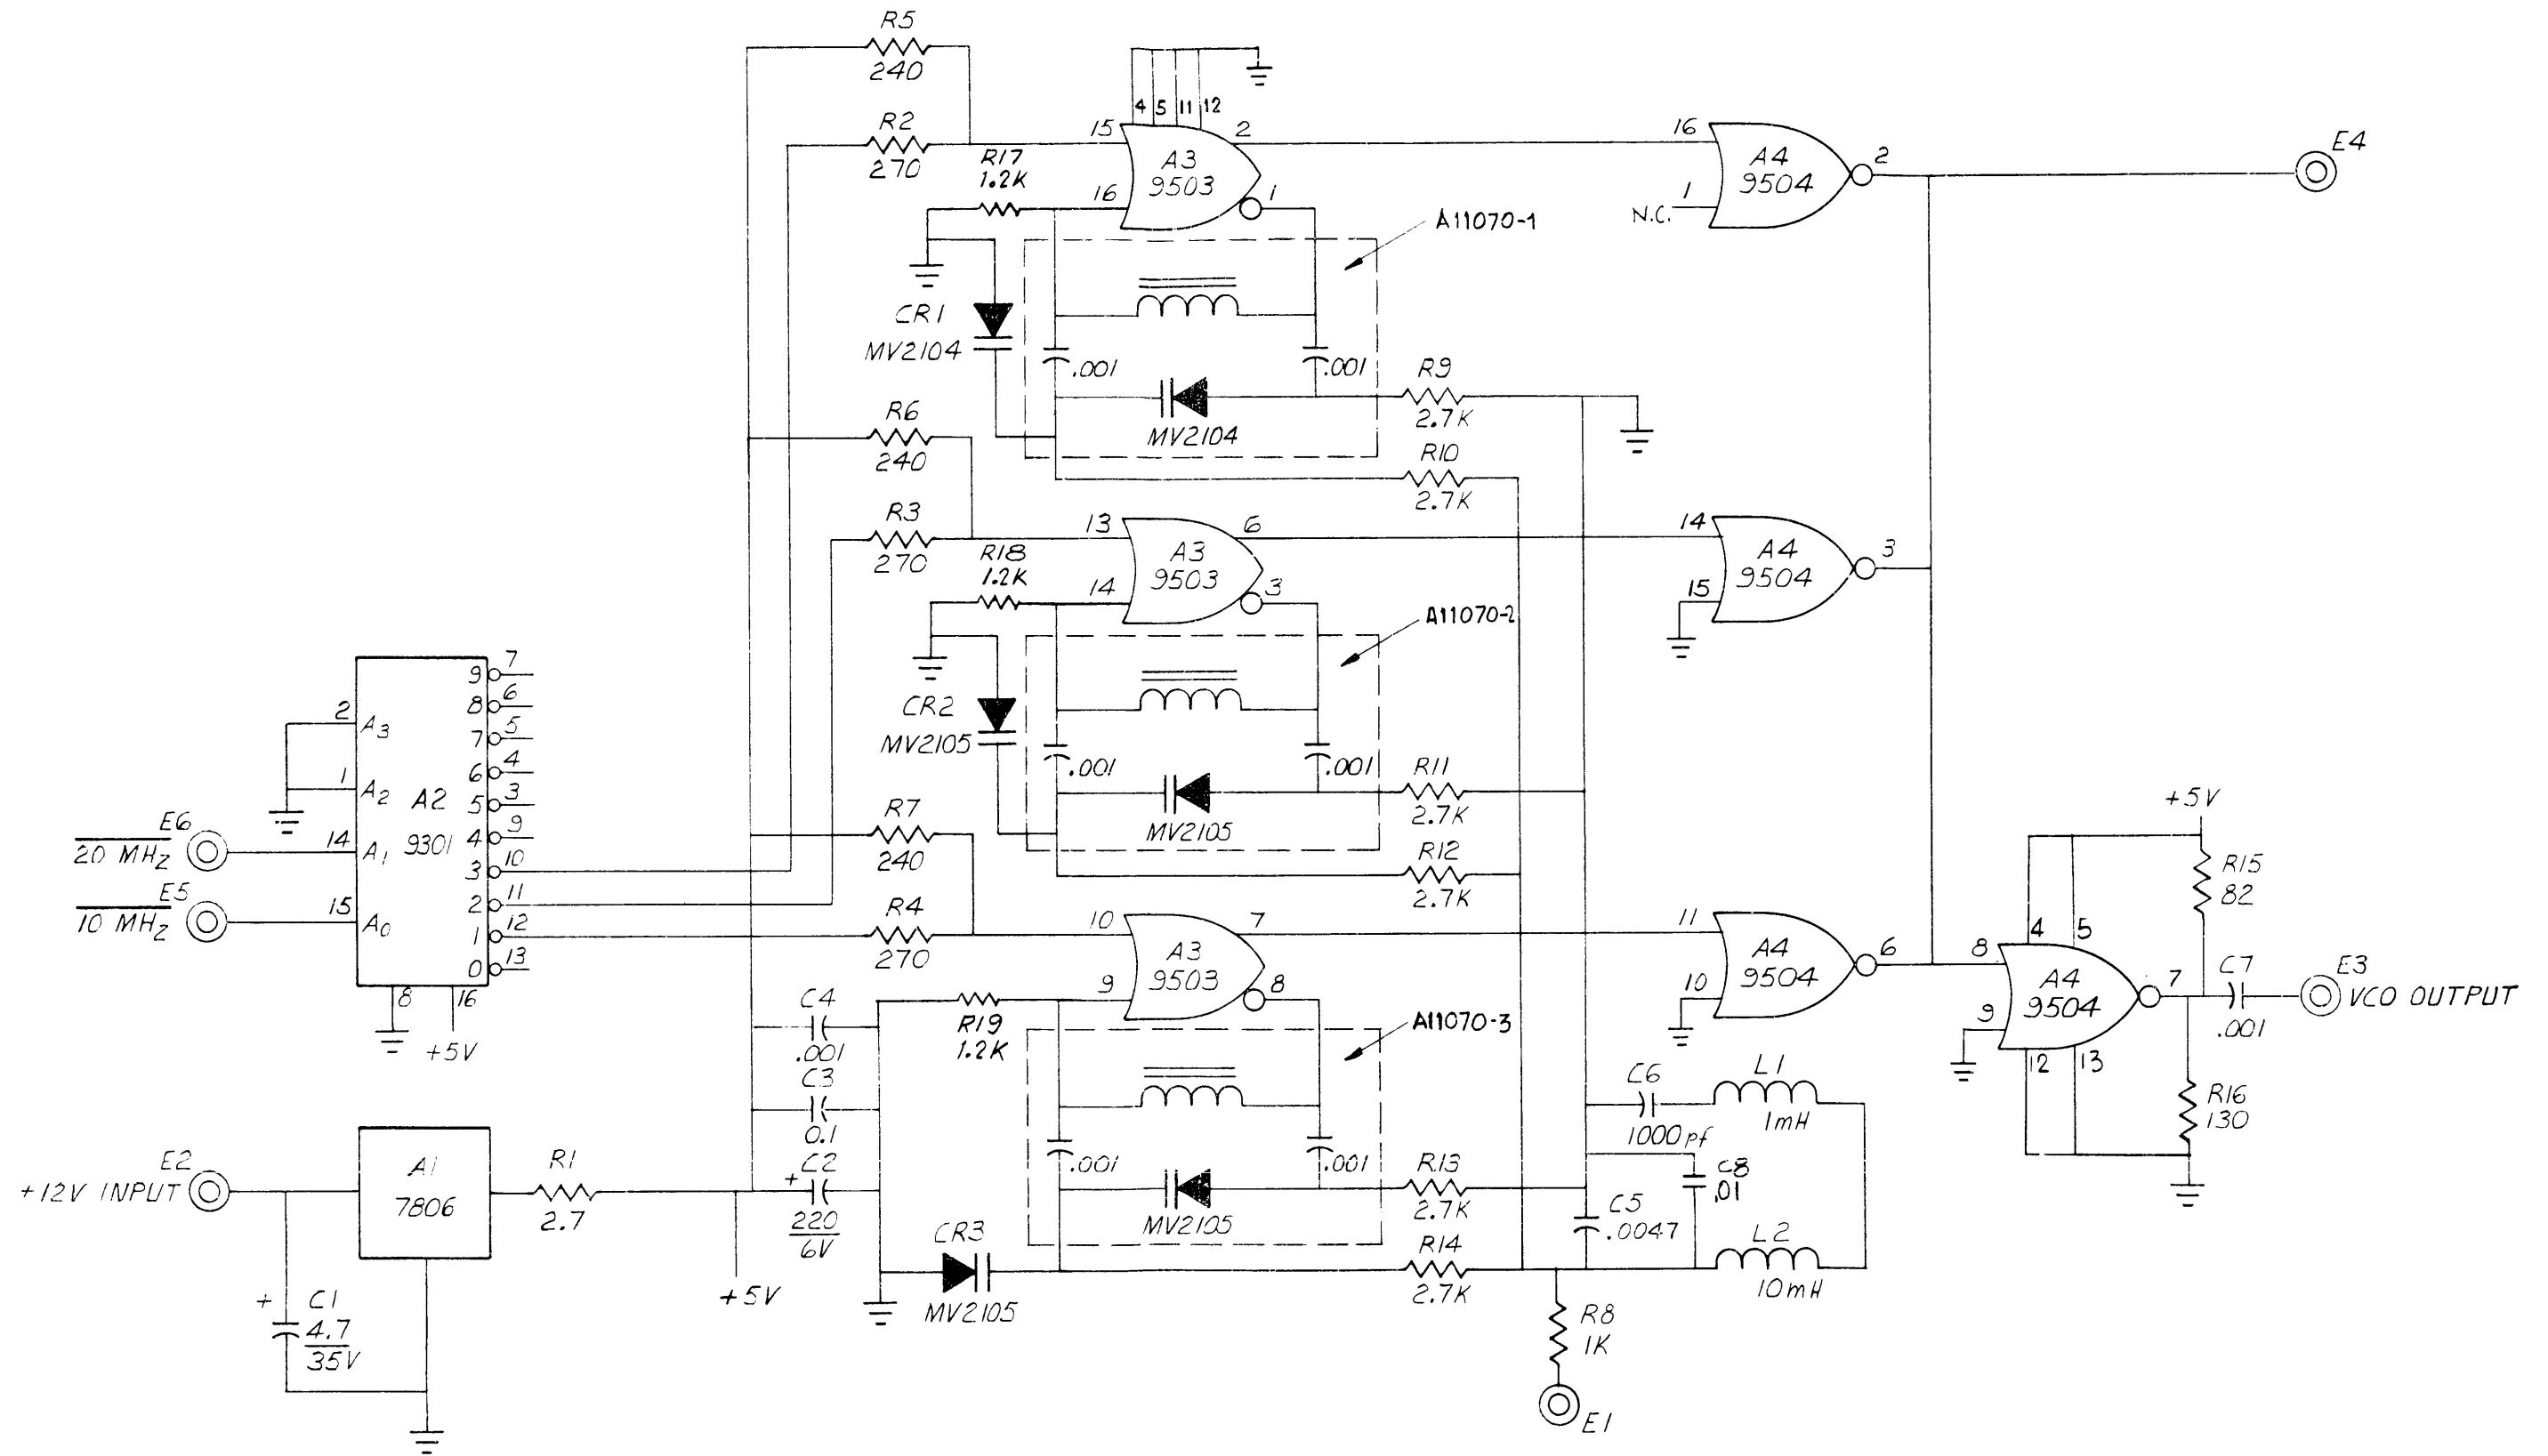 R5
240
R2
270
R17
1.2K
4 5 11 12
15
16
A3
9503
2
1
A11070-1
16
1
N.C.
A4
9504
2
E4
CR1
MV2104
.001
.001
MV2104
R9
2.7K
R10
2.7K
R6
240
R3
270
R18
1.2K
13
14
A3
9503
6
3
A11070-2
14
15
A4
9504
3
CR2
MV2105
.001
.001
MV2105
R11
2.7K
R12
2.7K
R7
240
R4
270
R19
1.2K
10
9
A3
9503
7
8
A11070-3
11
10
A4
9504
6
.001
.001
MV2105
R13
2.7K
R14
2.7K
CR3
MV2105
E6
20 MHz
E5
10 MHz
2
1
14
15
A3
A2
A1
A0
A2
9301
9 7
8 6
7 5
6 4
5 3
4 9
3 10
2 11
1 12
0 13
8
16
+5V
C4
.001
C3
0.1
+ C2
220
6V
E2
+12V INPUT
A1
7806
R1
2.7
+5V
+ C1
4.7
35V
C6
1000pf
L1
1mH
C8
.01
C5
.0047
L2
10mH
R8
1K
E1
+5V
R15
82
4 5
8
9
A4
9504
7
12 13
C7
.001
E3
VCO OUTPUT
R16
130